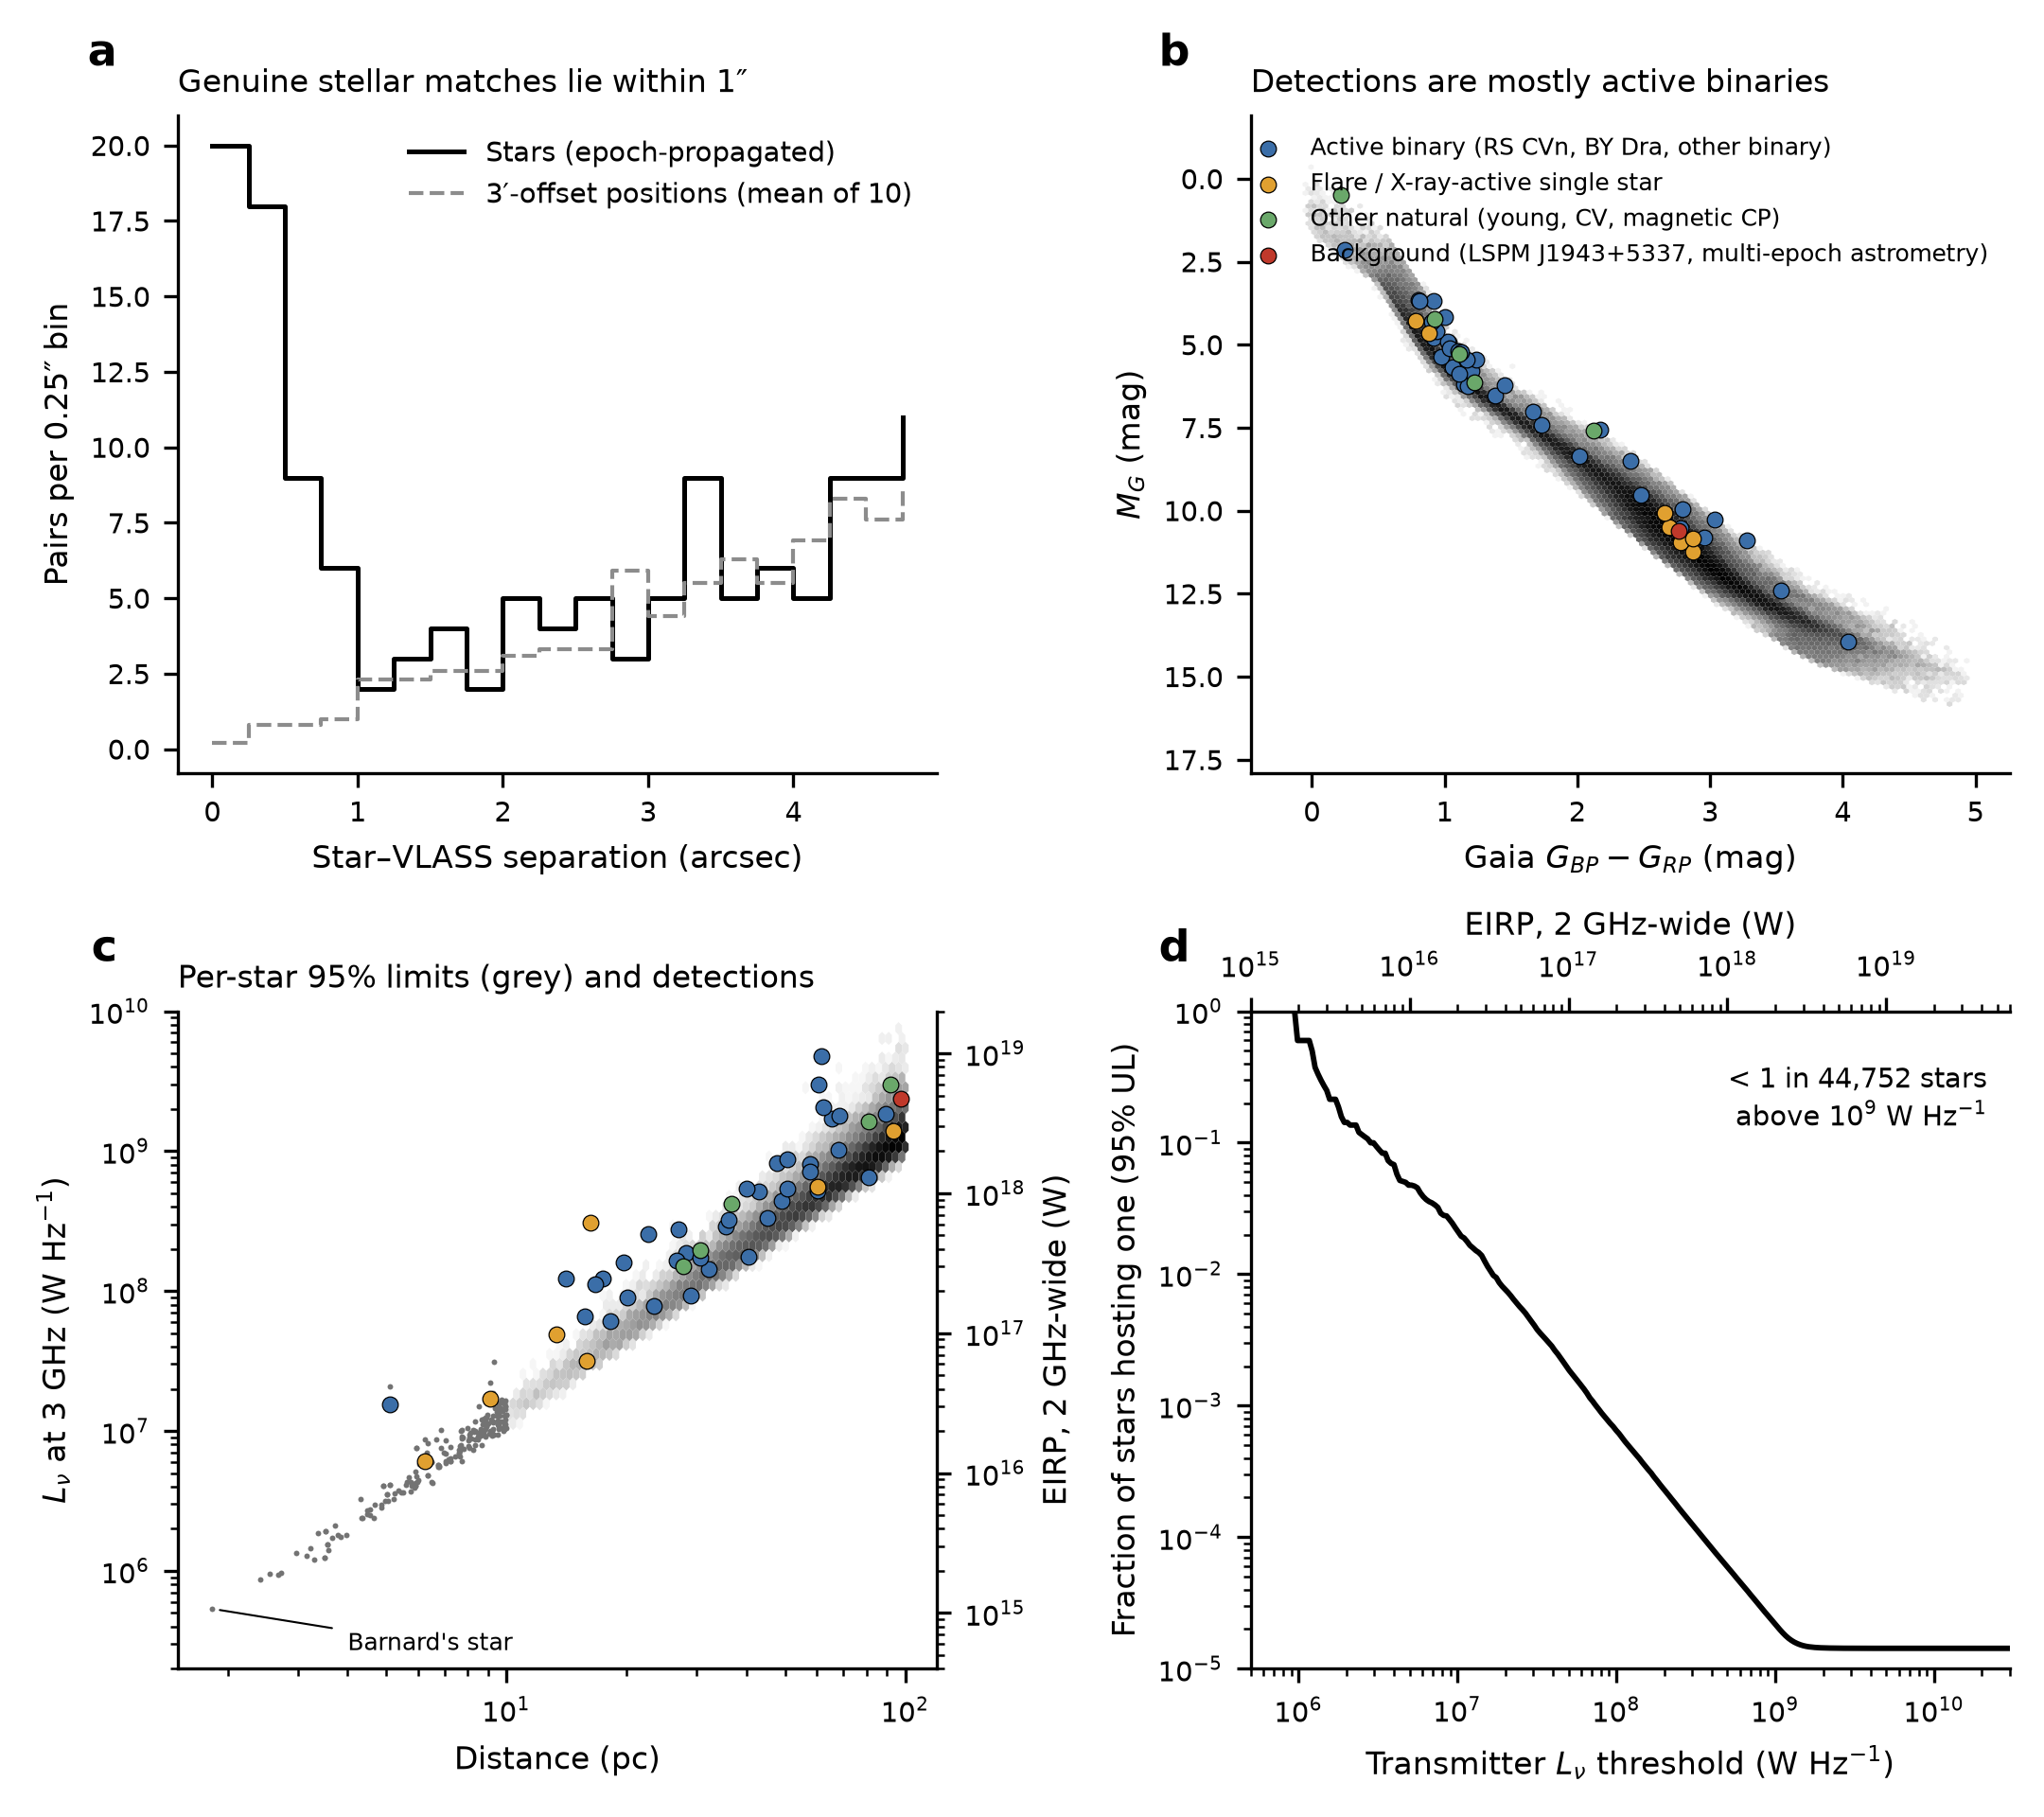 a
Genuine stellar matches lie within 1″
20.0
17.5
15.0
12.5
10.0
7.5
5.0
2.5
0.0
Pairs per 0.25″ bin
Stars (epoch-propagated)
3′-offset positions (mean of 10)
0 1 2 3 4
Star–VLASS separation (arcsec)
b
Detections are mostly active binaries
Active binary (RS CVn, BY Dra, other binary)
Flare / X-ray-active single star
Other natural (young, CV, magnetic CP)
Background (LSPM J1943+5337, multi-epoch astrometry)
0.0
2.5
5.0
7.5
10.0
12.5
15.0
17.5
M_G (mag)
0 1 2 3 4 5
Gaia G_BP − G_RP (mag)
c
Per-star 95% limits (grey) and detections
10^10
10^9
10^8
10^7
10^6
L_ν at 3 GHz (W Hz⁻¹)
10^19
10^18
10^17
10^16
10^15
EIRP, 2 GHz-wide (W)
Barnard's star
10^1 10^2
Distance (pc)
d
EIRP, 2 GHz-wide (W)
10^15 10^16 10^17 10^18 10^19
10^0
10^−1
10^−2
10^−3
10^−4
10^−5
Fraction of stars hosting one (95% UL)
< 1 in 44,752 stars
above 10^9 W Hz⁻¹
10^6 10^7 10^8 10^9 10^10
Transmitter L_ν threshold (W Hz⁻¹)